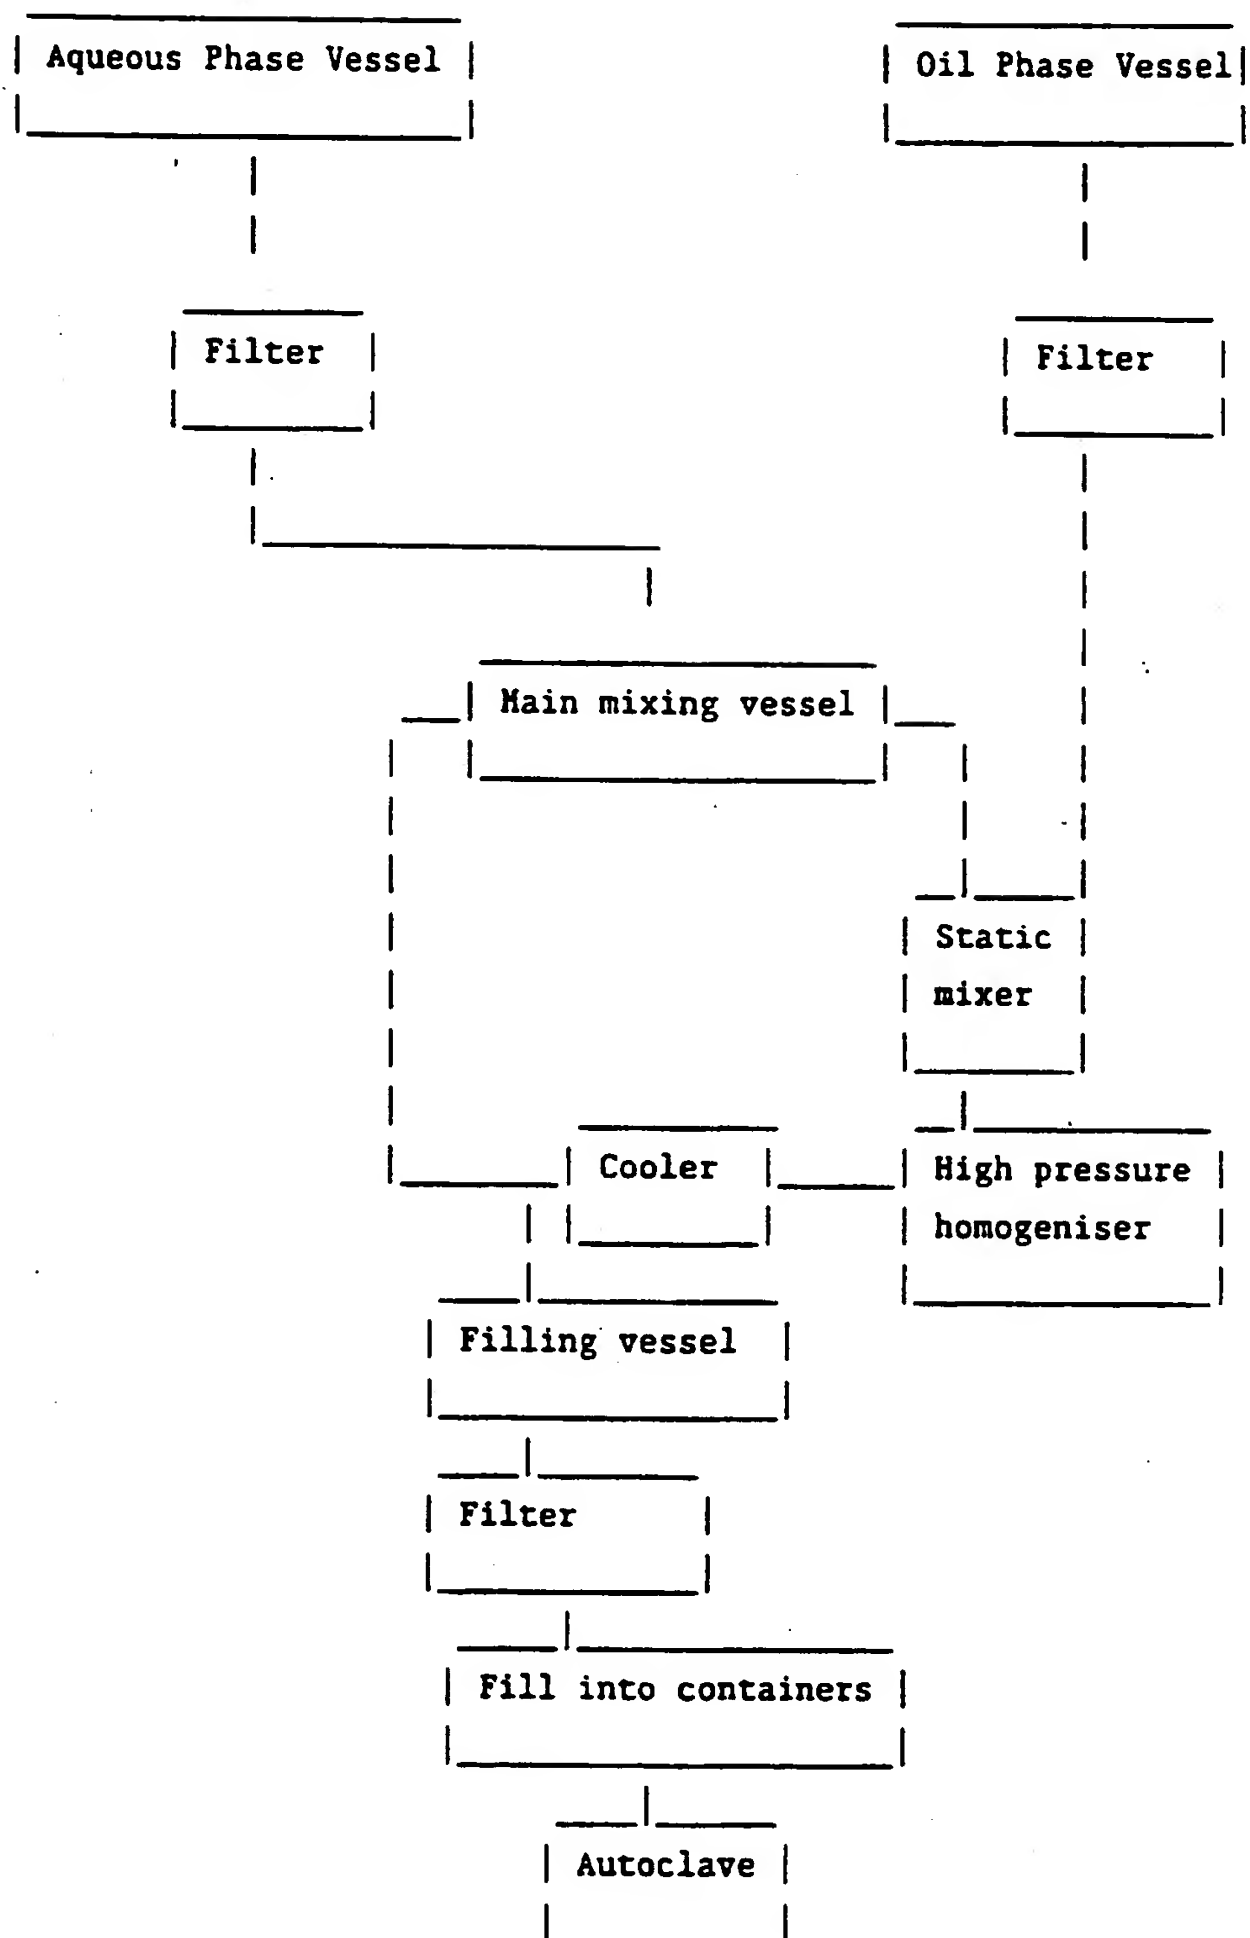 Aqueous Phase Vessel
Oil Phase Vessel
Filter
Filter
Main mixing vessel
Static
mixer
Cooler
High pressure
homogeniser
Filling vessel
Filter
Fill into containers
Autoclave